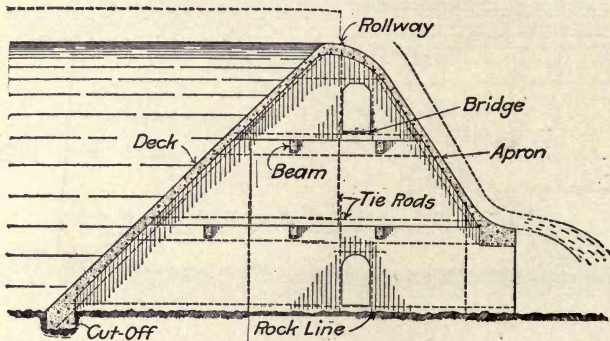 Rollway
Bridge
Deck
Apron
Beam
Tie Rods
Cut-Off
Rock Line